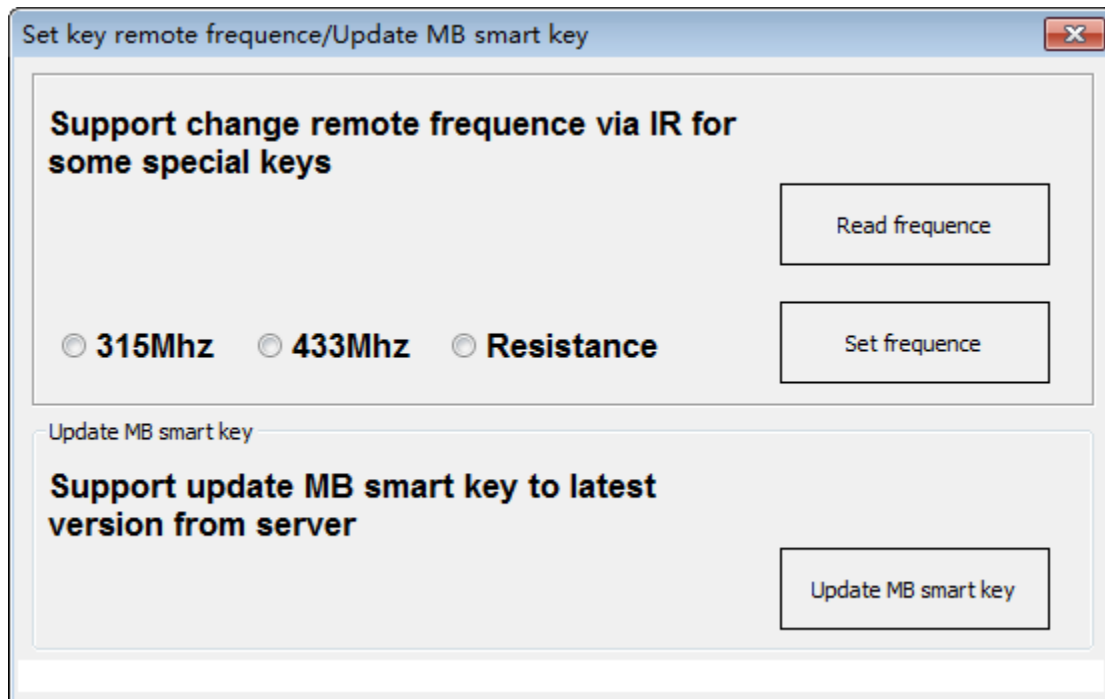 Set key remote frequence/Update MB smart key
Support change remote frequence via IR for
some special keys
Read frequence
315Mhz
433Mhz
Resistance
Set frequence
Update MB smart key
Support update MB smart key to latest
version from server
Update MB smart key